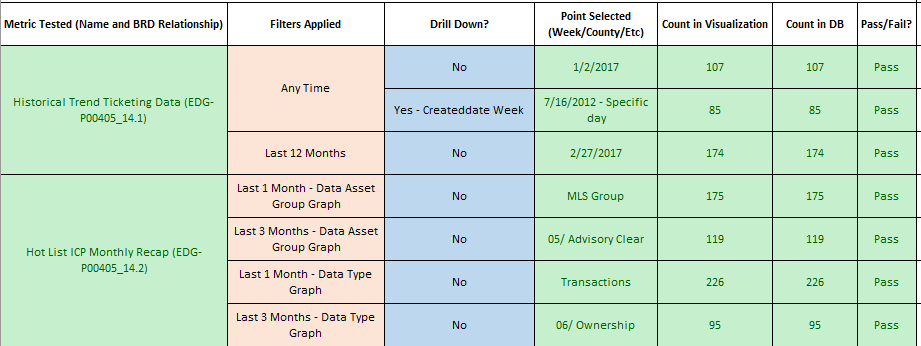 Metric Tested (Name and BRD Relationship)
Filters Applied
Drill Down?
Point Selected
(Week/County/Etc)
Count in Visualization
Count in DB
Pass/Fail?
Historical Trend Ticketing Data (EDG-
P00405_14.1)
Any Time
No
1/2/2017
107
107
Pass
Yes - Createddate Week
7/16/2012 - Specific
day
85
85
Pass
Last 12 Months
No
2/27/2017
174
174
Pass
Hot List ICP Monthly Recap (EDG-
P00405_14.2)
Last 1 Month - Data Asset
Group Graph
No
MLS Group
175
175
Pass
Last 3 Months - Data Asset
Group Graph
No
05/ Advisory Clear
119
119
Pass
Last 1 Month - Data Type
Graph
No
Transactions
226
226
Pass
Last 3 Months - Data Type
Graph
No
06/ Ownership
95
95
Pass